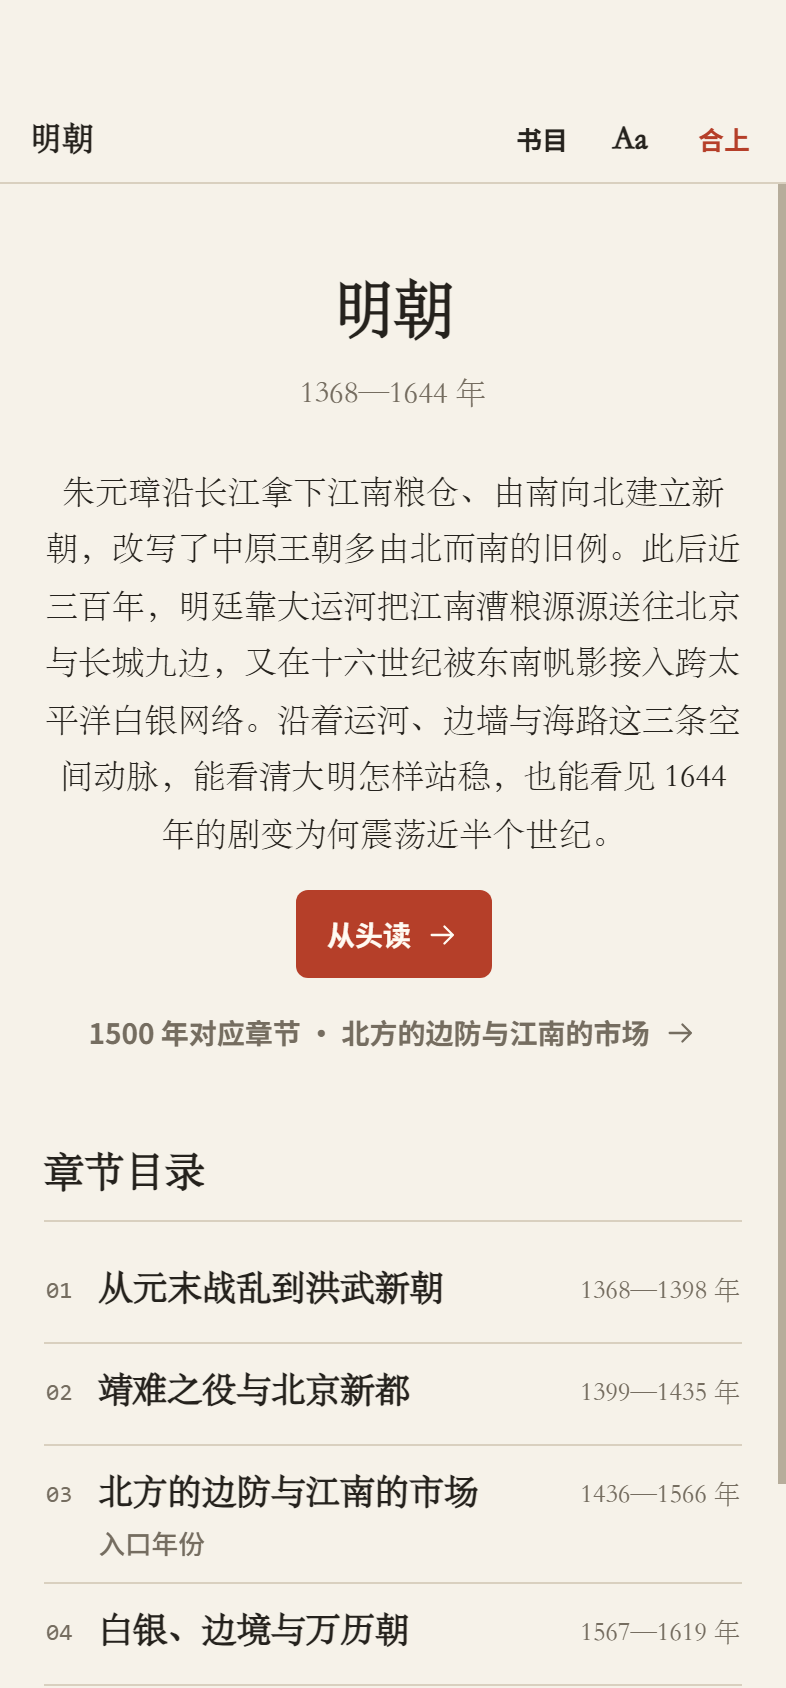 明朝 书目 Aa 合上
明朝
1368—1644 年
朱元璋沿长江拿下江南粮仓、由南向北建立新
朝，改写了中原王朝多由北而南的旧例。此后近
三百年，明廷靠大运河把江南漕粮源源送往北京
与长城九边，又在十六世纪被东南帆影接入跨太
平洋白银网络。沿着运河、边墙与海路这三条空
间动脉，能看清大明怎样站稳，也能看见 1644
年的剧变为何震荡近半个世纪。
从头读 →
1500 年对应章节 · 北方的边防与江南的市场 →
章节目录
01 从元末战乱到洪武新朝 1368—1398 年
02 靖难之役与北京新都 1399—1435 年
03 北方的边防与江南的市场 1436—1566 年
入口年份
04 白银、边境与万历朝 1567—1619 年